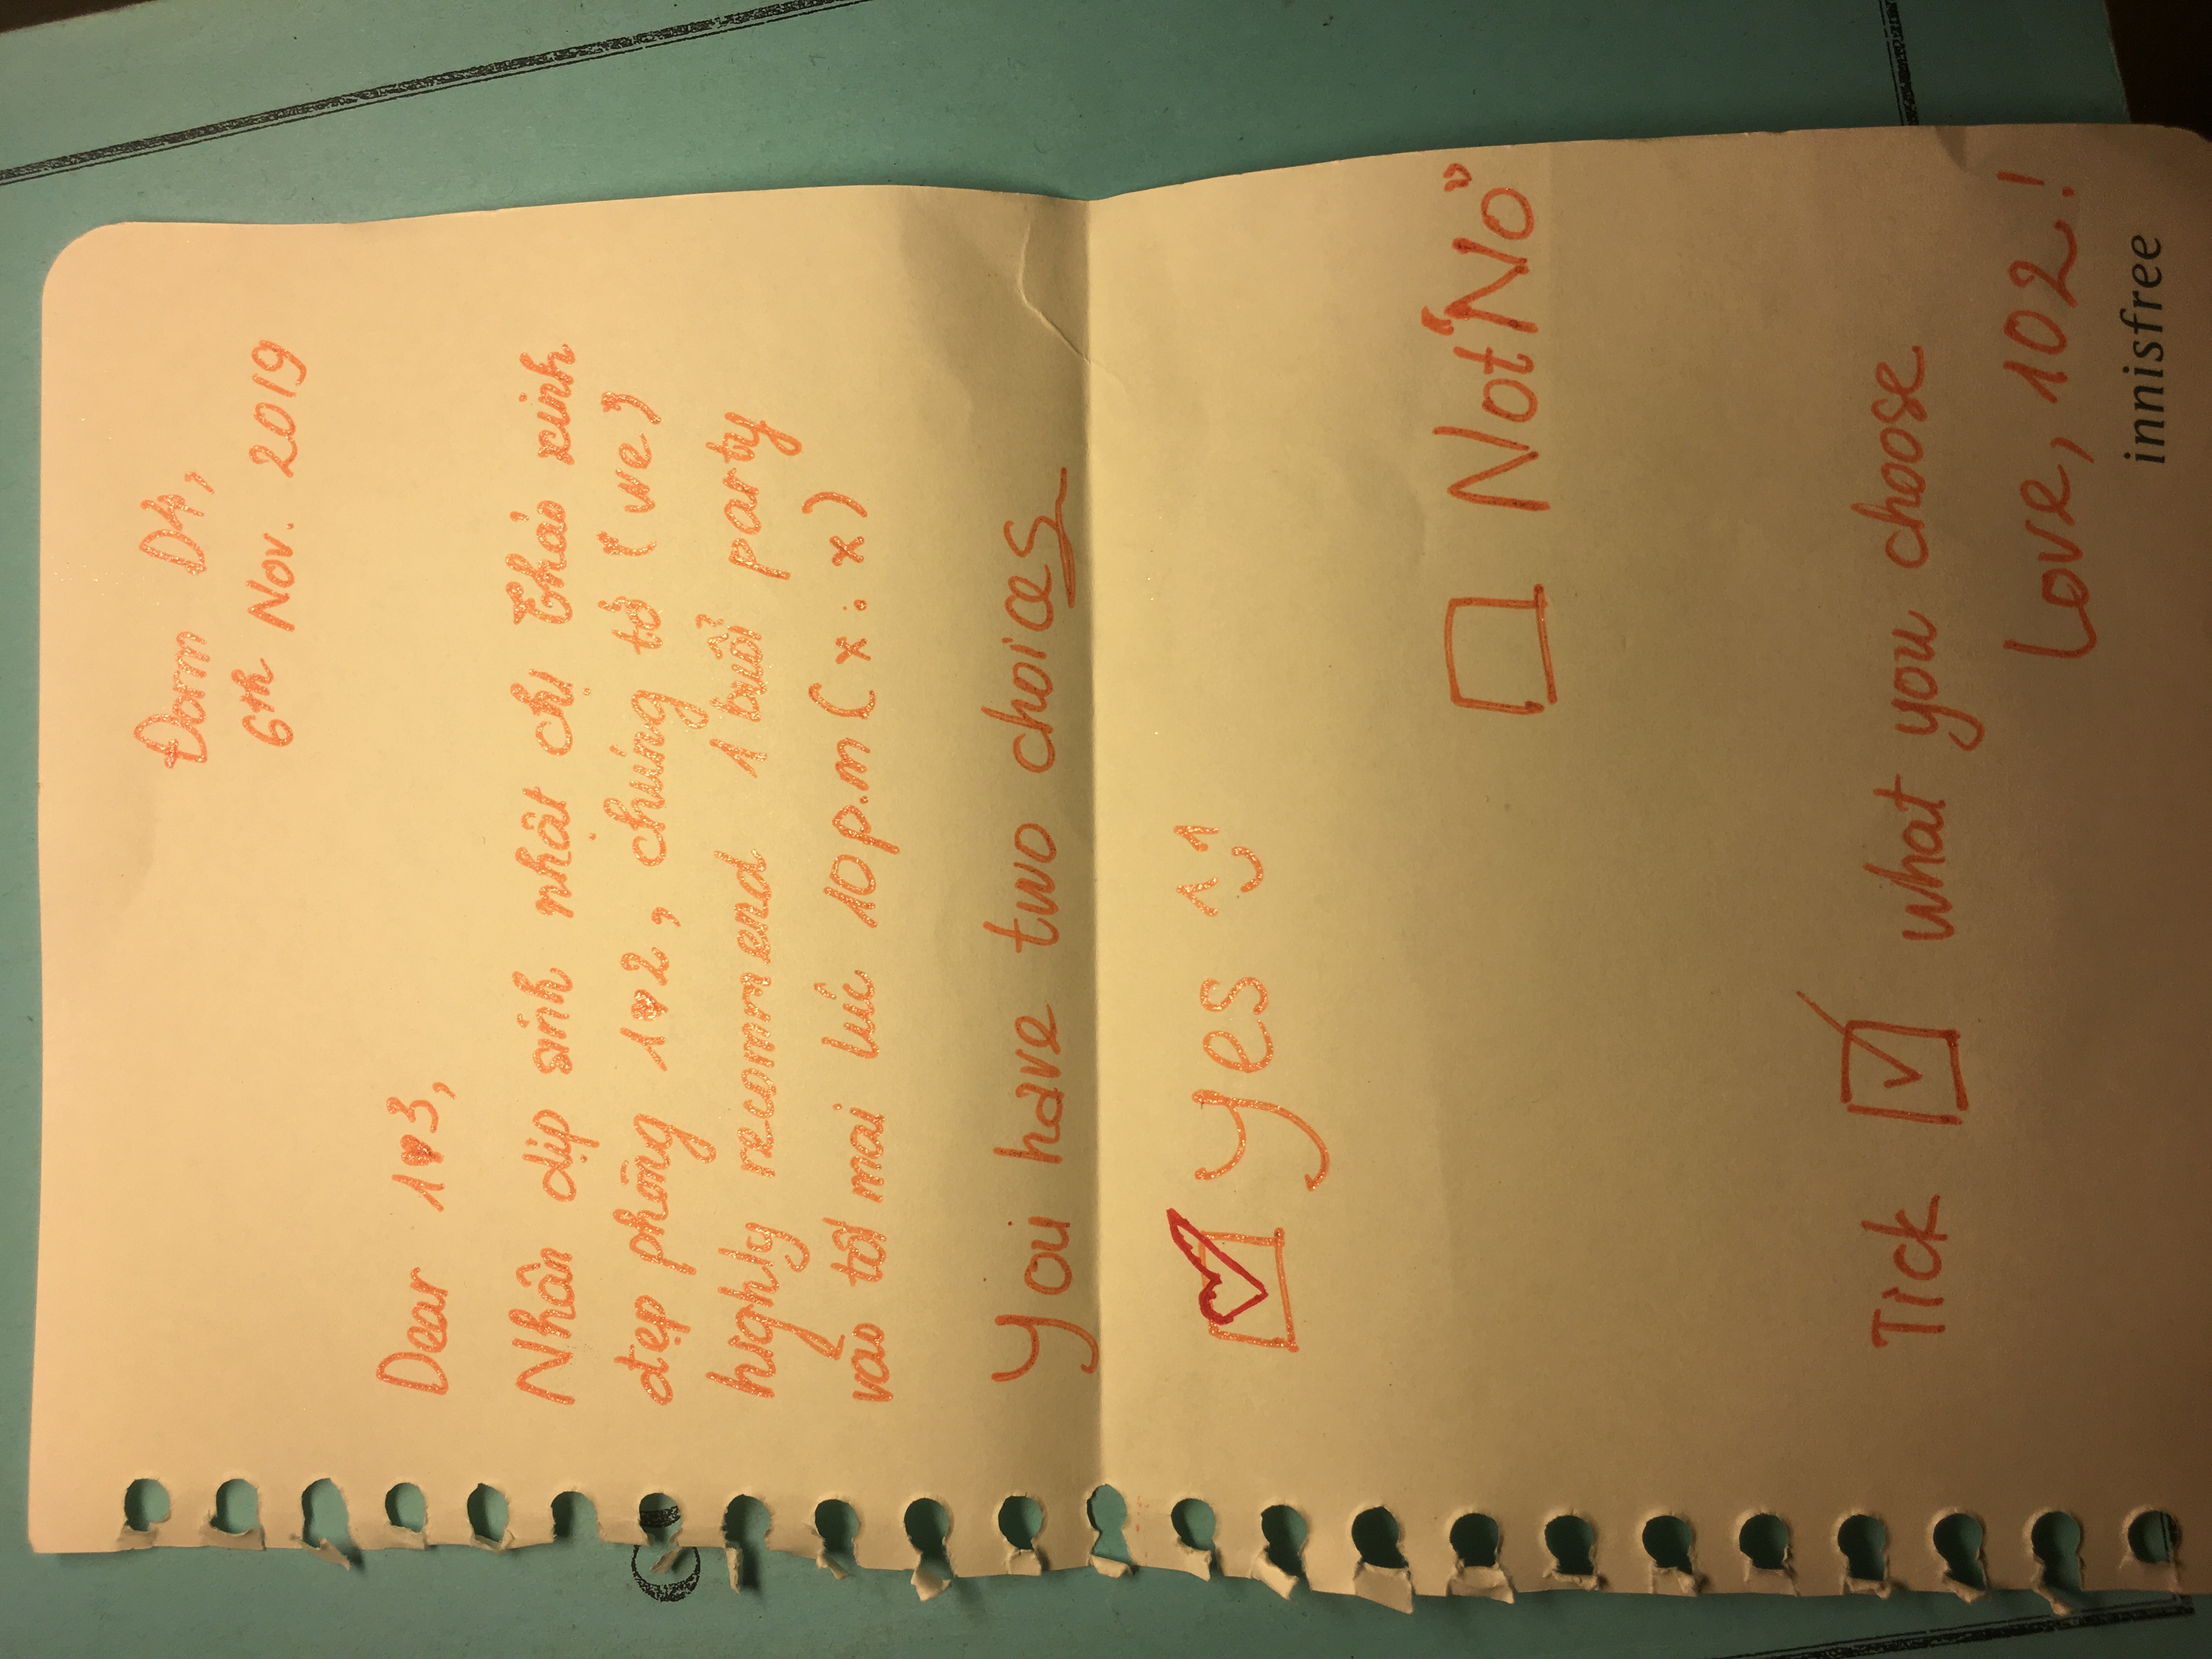 Đorm D4,
6th Nov. 2019
Dear 1♥3,
Nhân dịp sinh nhật chị Thảo xinh
đẹp phòng 1♥2, chúng tớ (we)
highly recommend 1 buổi party
vào tối mai lúc 10p.m (x:x)
You have two choices
Yes
Not "No"
Tick ☑ what you choose
Love, 102!
innisfree